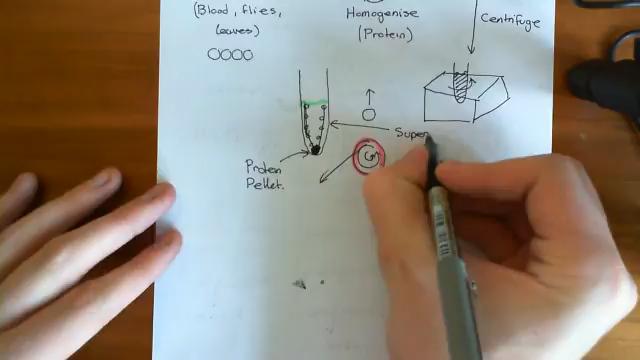 (Blood, flies,
leaves)
Homogenise
(Protein)
Centrifuge
Super
Protein
Pellet.